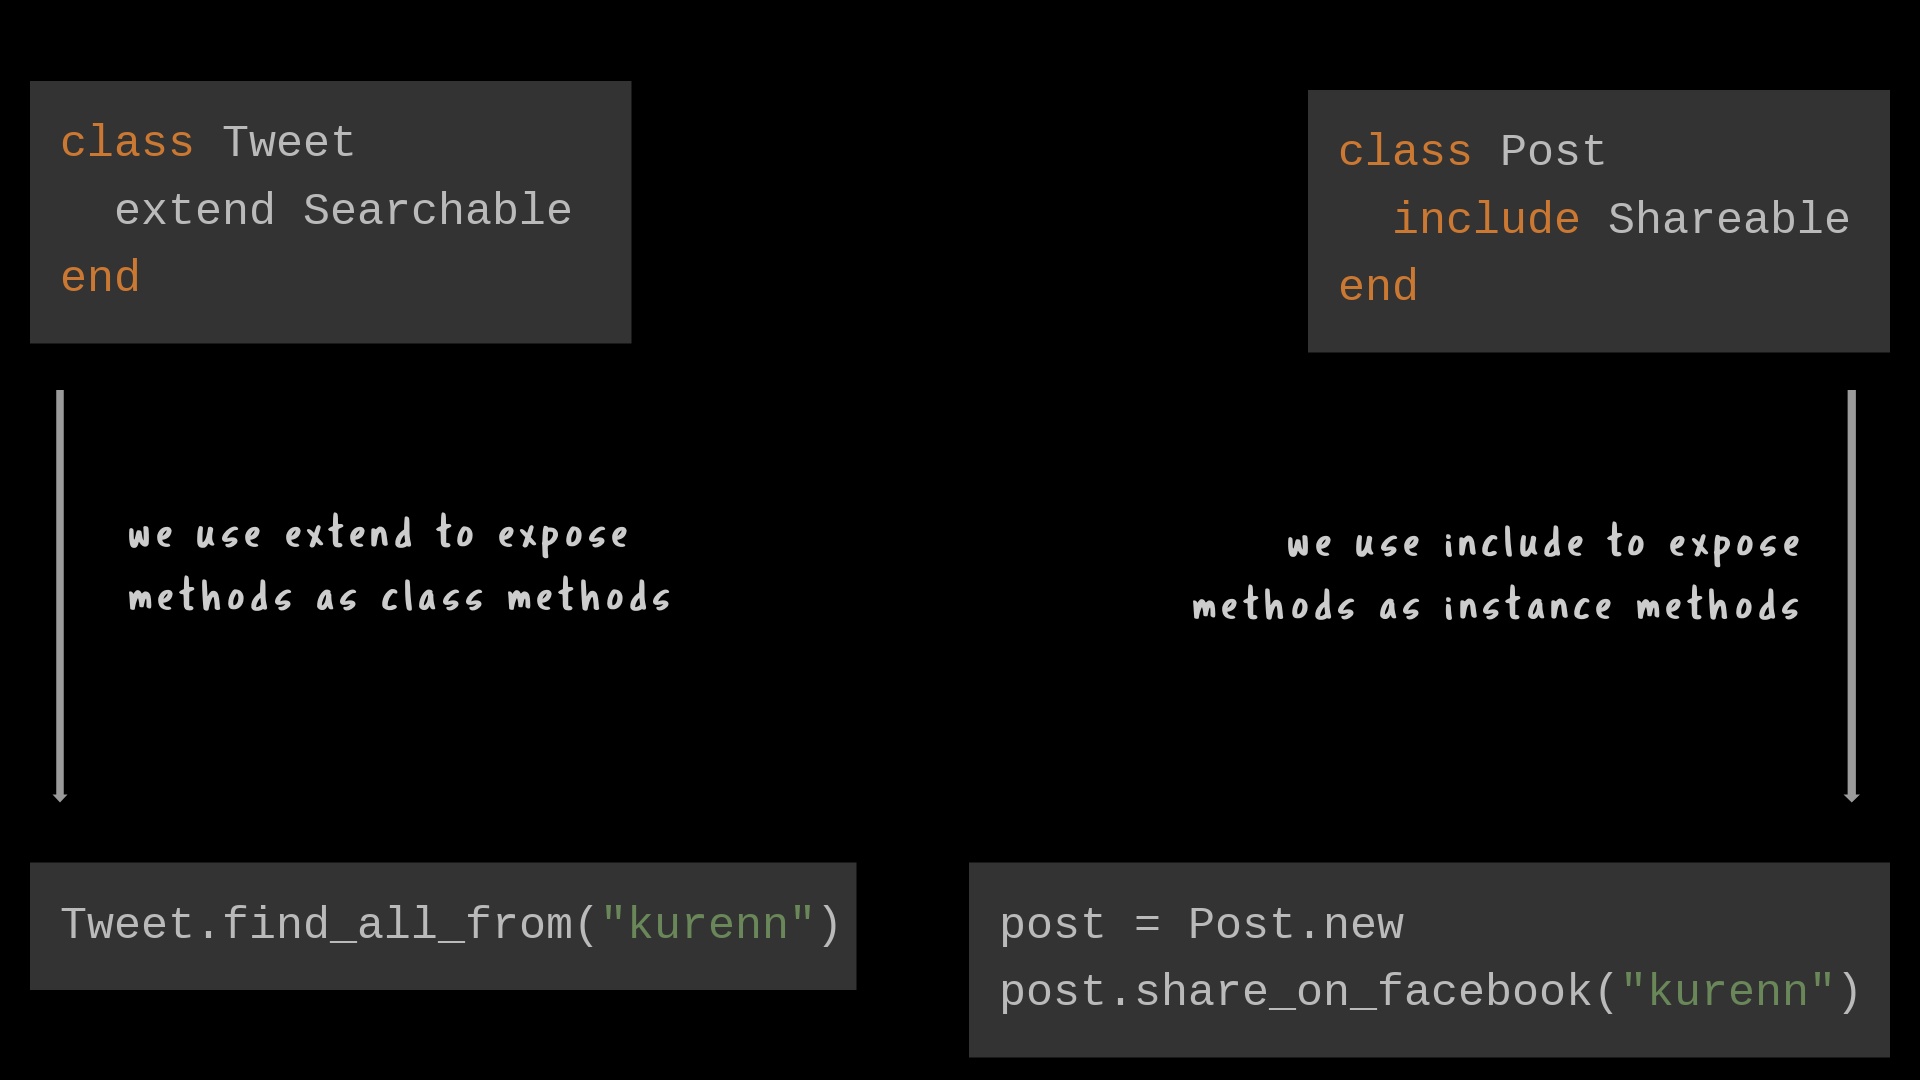 class Tweet
  extend Searchable
end
we use extend to expose
methods as class methods
Tweet.find_all_from("kurenn")
class Post
  include Shareable
end
we use include to expose
methods as instance methods
post = Post.new
post.share_on_facebook("kurenn")